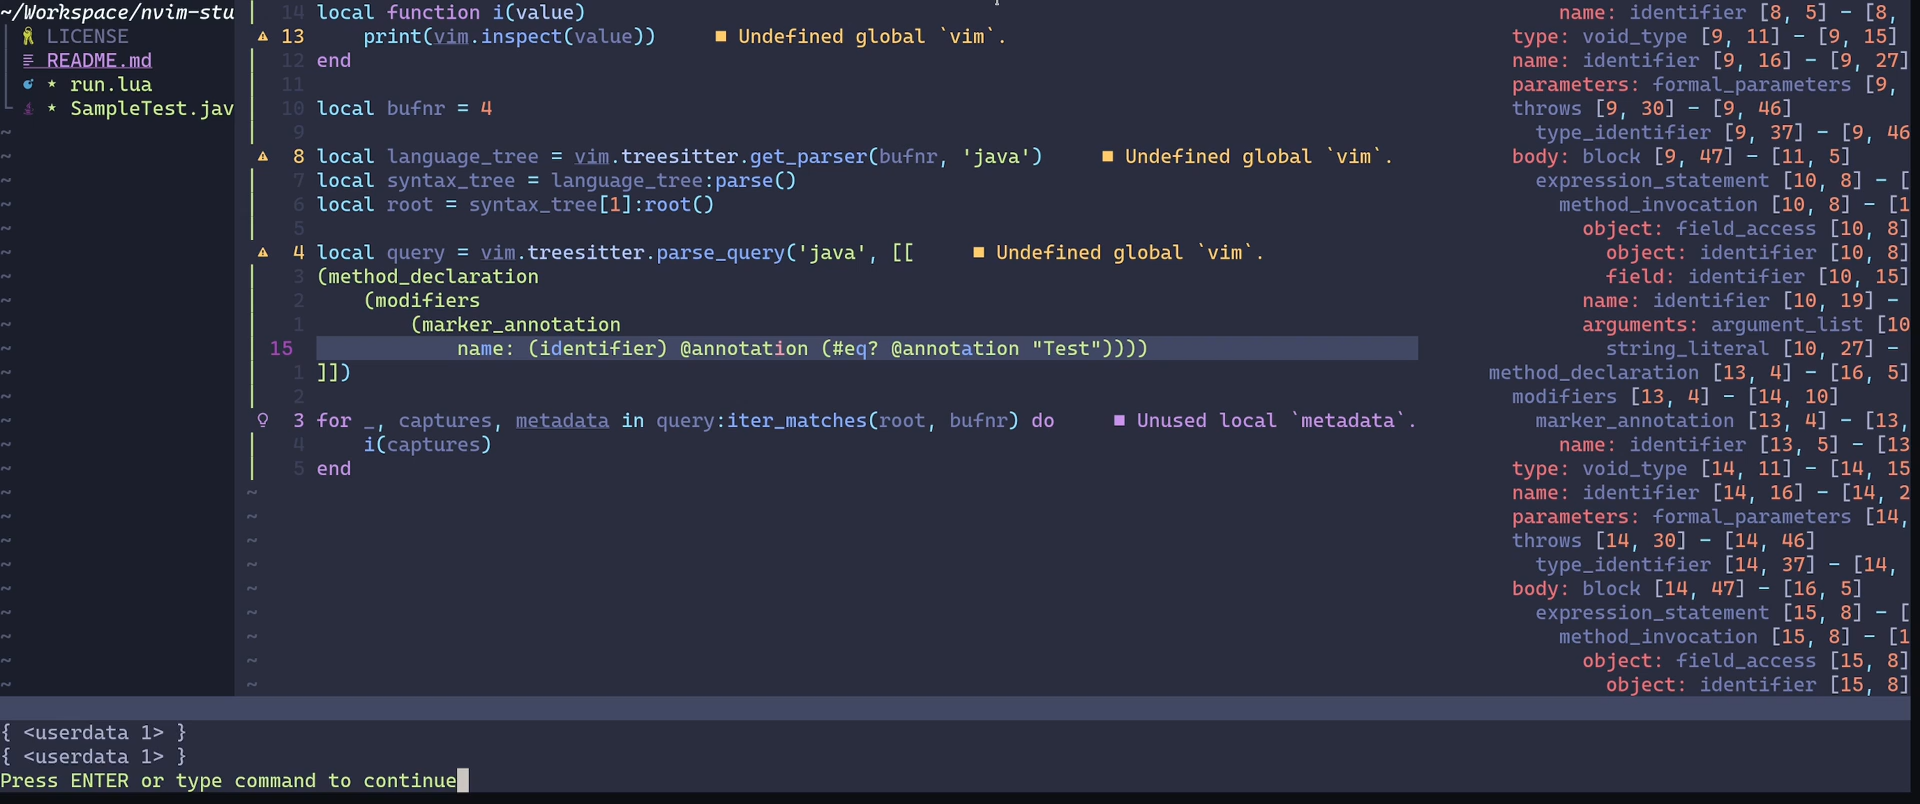 ~/Workspace/nvim-stu
LICENSE
README.md
★ run.lua
★ SampleTest.jav
14 local function i(value)
13     print(vim.inspect(value))     ■ Undefined global `vim`.
12 end
11
10 local bufnr = 4
9
8 local language_tree = vim.treesitter.get_parser(bufnr, 'java')     ■ Undefined global `vim`.
7 local syntax_tree = language_tree:parse()
6 local root = syntax_tree[1]:root()
5
4 local query = vim.treesitter.parse_query('java', [[     ■ Undefined global `vim`.
3 (method_declaration
2     (modifiers
1         (marker_annotation
15             name: (identifier) @annotation (#eq? @annotation "Test"))))
1 ]])
2
3 for _, captures, metadata in query:iter_matches(root, bufnr) do     ■ Unused local `metadata`.
4     i(captures)
5 end
name: identifier [8, 5] - [8,
type: void_type [9, 11] - [9, 15]
name: identifier [9, 16] - [9, 27]
parameters: formal_parameters [9,
throws [9, 30] - [9, 46]
type_identifier [9, 37] - [9, 46
body: block [9, 47] - [11, 5]
expression_statement [10, 8] - [
method_invocation [10, 8] - [1
object: field_access [10, 8]
object: identifier [10, 8]
field: identifier [10, 15]
name: identifier [10, 19] -
arguments: argument_list [10
string_literal [10, 27] -
method_declaration [13, 4] - [16, 5]
modifiers [13, 4] - [14, 10]
marker_annotation [13, 4] - [13,
name: identifier [13, 5] - [13
type: void_type [14, 11] - [14, 15
name: identifier [14, 16] - [14, 2
parameters: formal_parameters [14,
throws [14, 30] - [14, 46]
type_identifier [14, 37] - [14,
body: block [14, 47] - [16, 5]
expression_statement [15, 8] - [
method_invocation [15, 8] - [1
object: field_access [15, 8]
object: identifier [15, 8]
{ <userdata 1> }
{ <userdata 1> }
Press ENTER or type command to continue